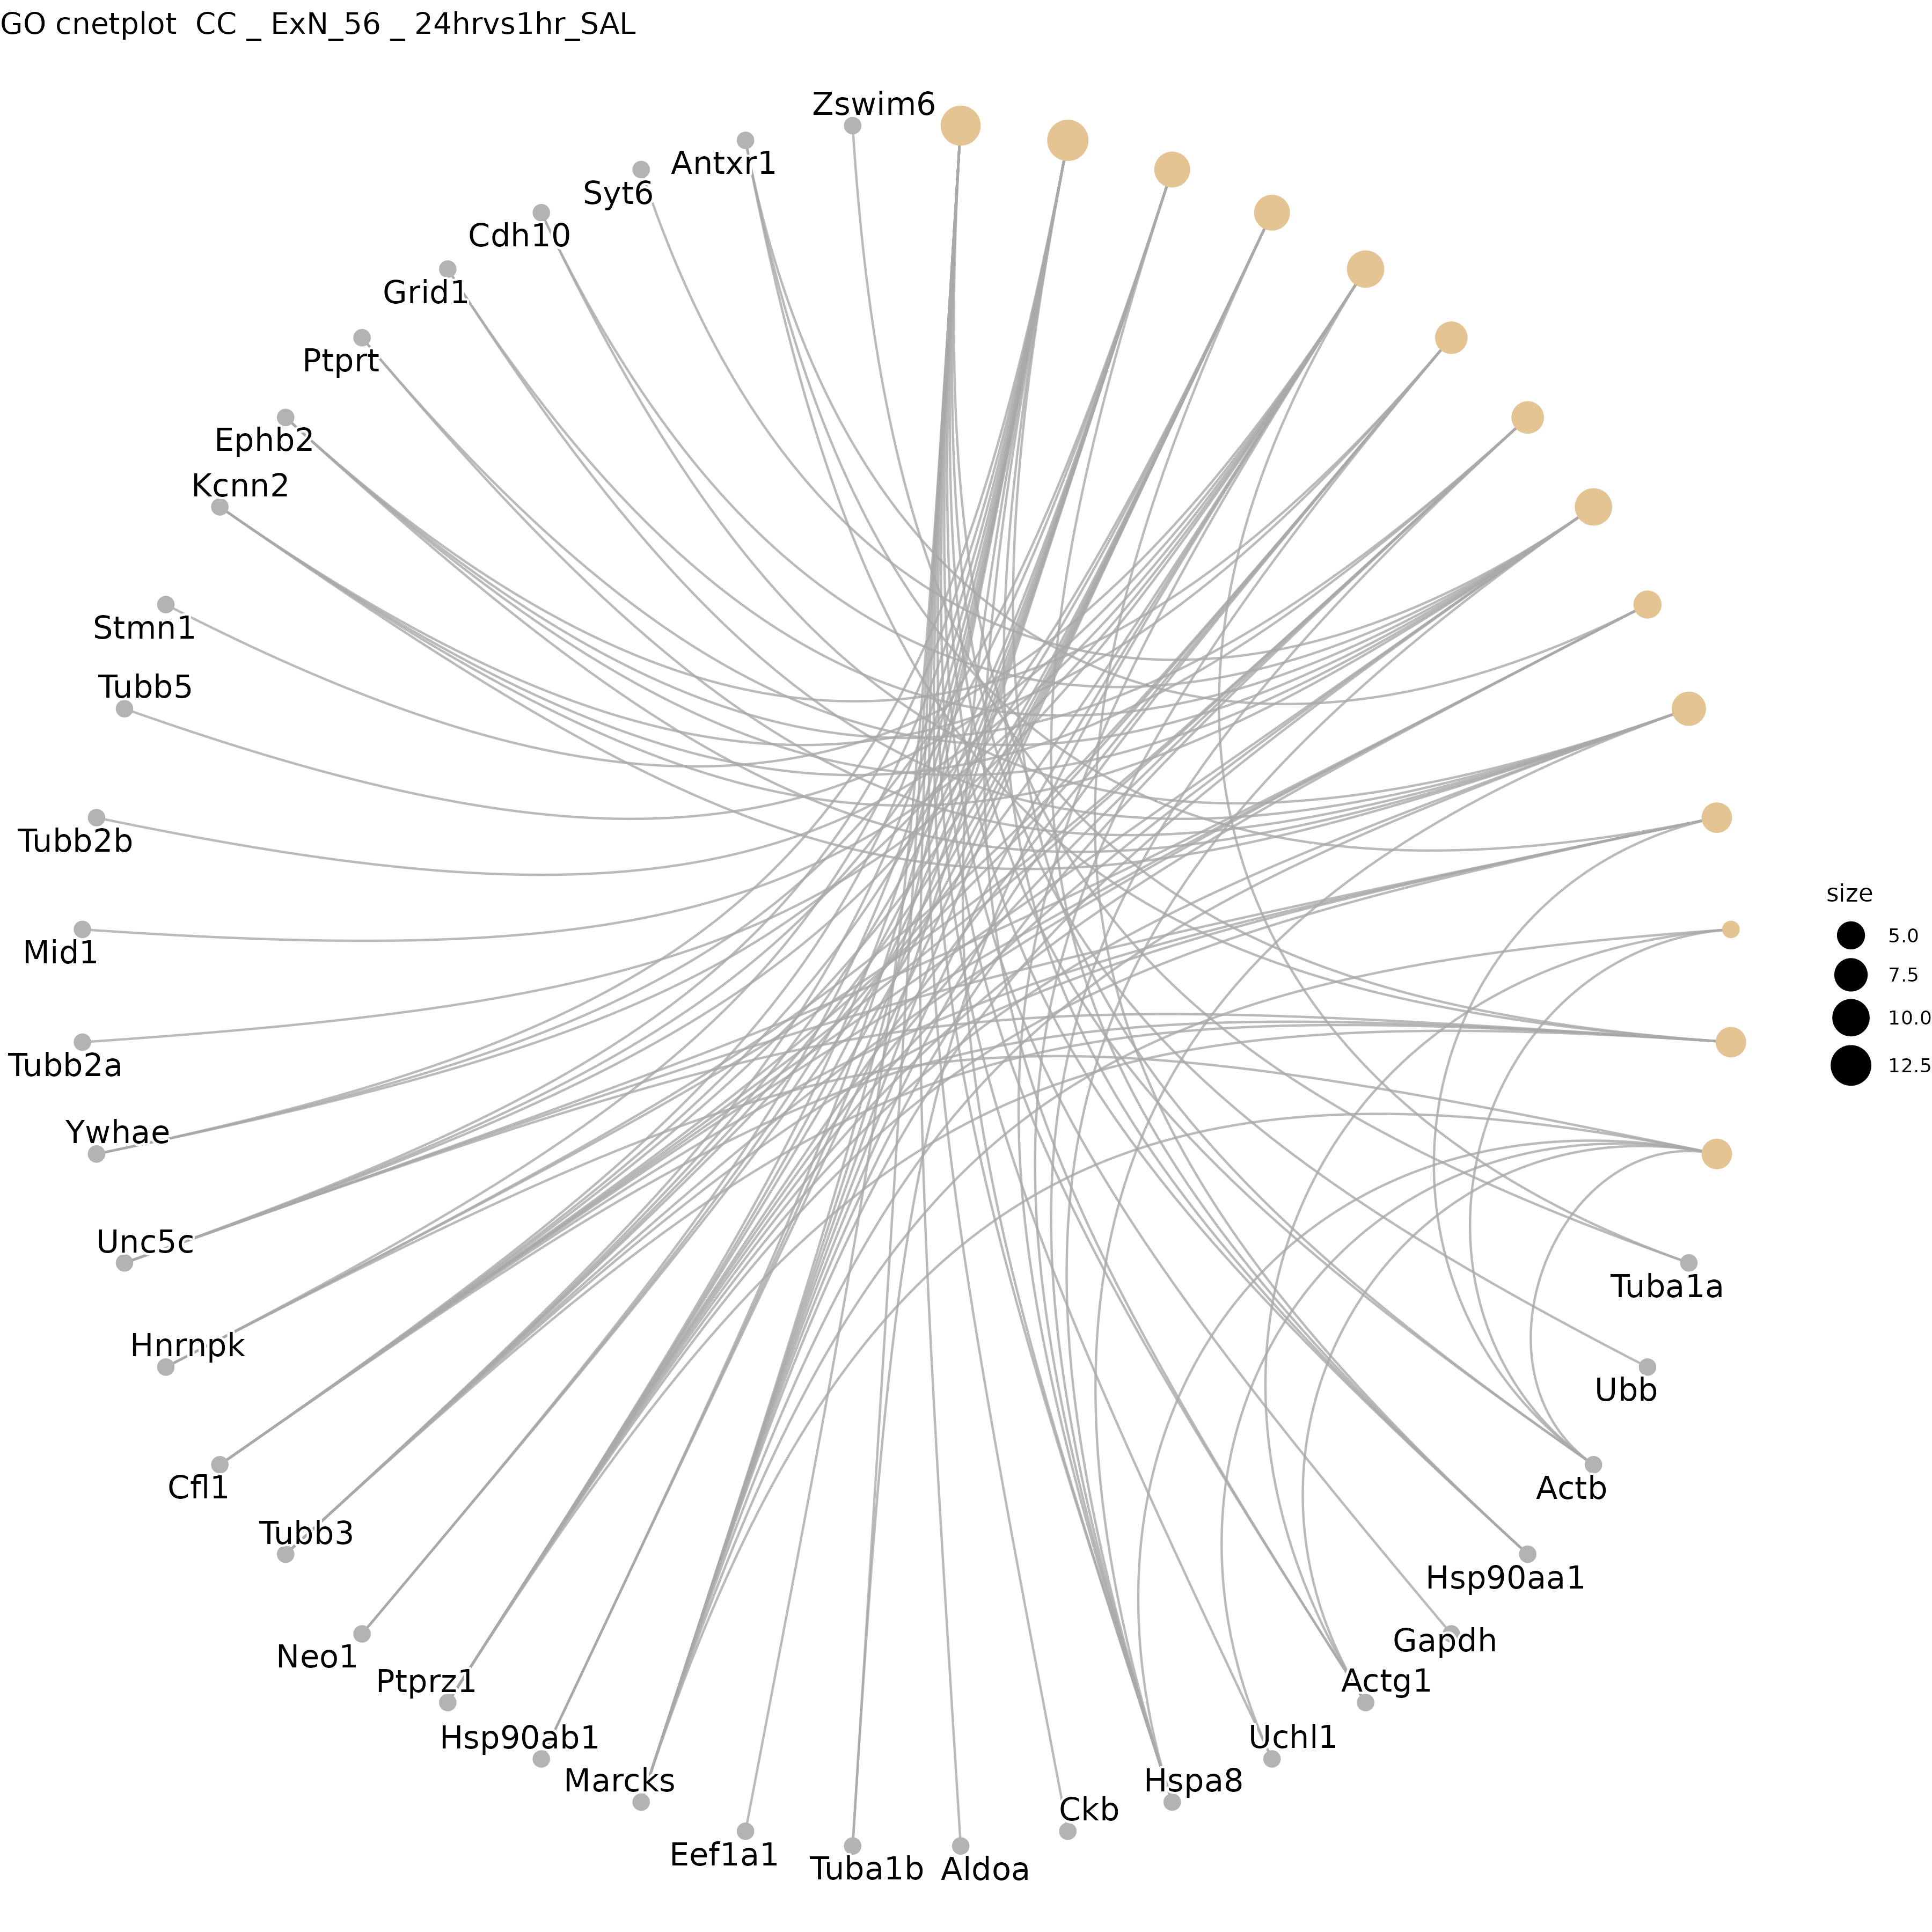 GO cnetplot  CC _ ExN_56 _ 24hrvs1hr_SAL
Zswim6
Antxr1
Syt6
Cdh10
Grid1
Ptprt
Ephb2
Kcnn2
Stmn1
Tubb5
Tubb2b
Mid1
Tubb2a
Ywhae
Unc5c
Hnrnpk
Cfl1
Tubb3
Neo1
Ptprz1
Hsp90ab1
Marcks
Eef1a1
Tuba1b
Aldoa
Ckb
Hspa8
Uchl1
Actg1
Gapdh
Hsp90aa1
Actb
Ubb
Tuba1a
size
5.0
7.5
10.0
12.5